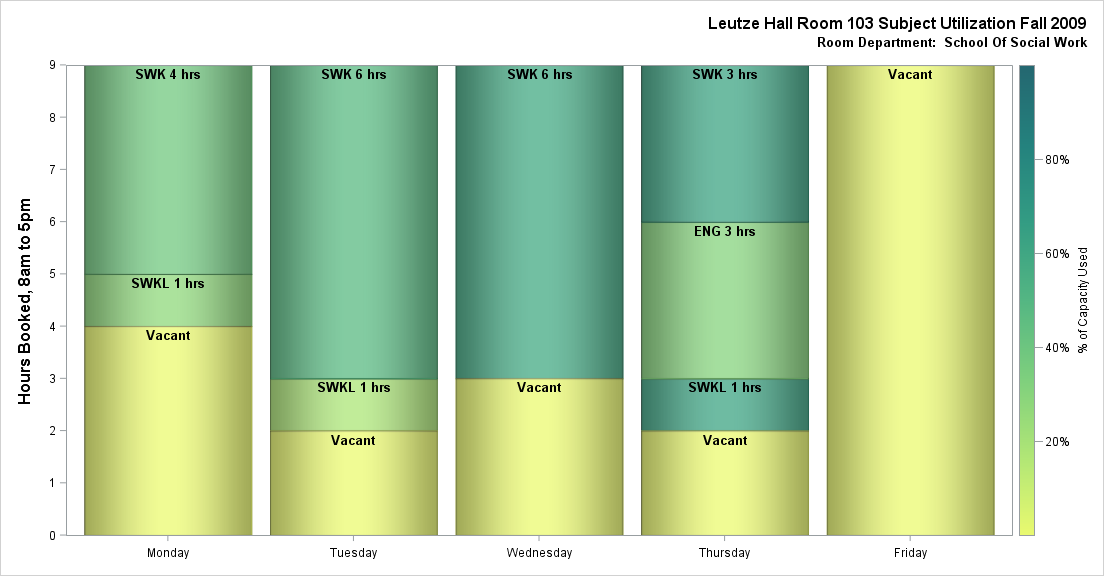 Leutze Hall Room 103 Subject Utilization Fall 2009
Room Department:  School Of Social Work
Hours Booked, 8am to 5pm
9
8
7
6
5
4
3
2
1
0
SWK 4 hrs
SWKL 1 hrs
Vacant
SWK 6 hrs
SWKL 1 hrs
Vacant
SWK 6 hrs
Vacant
SWK 3 hrs
ENG 3 hrs
SWKL 1 hrs
Vacant
Vacant
Monday
Tuesday
Wednesday
Thursday
Friday
80%
60%
40%
20%
% of Capacity Used